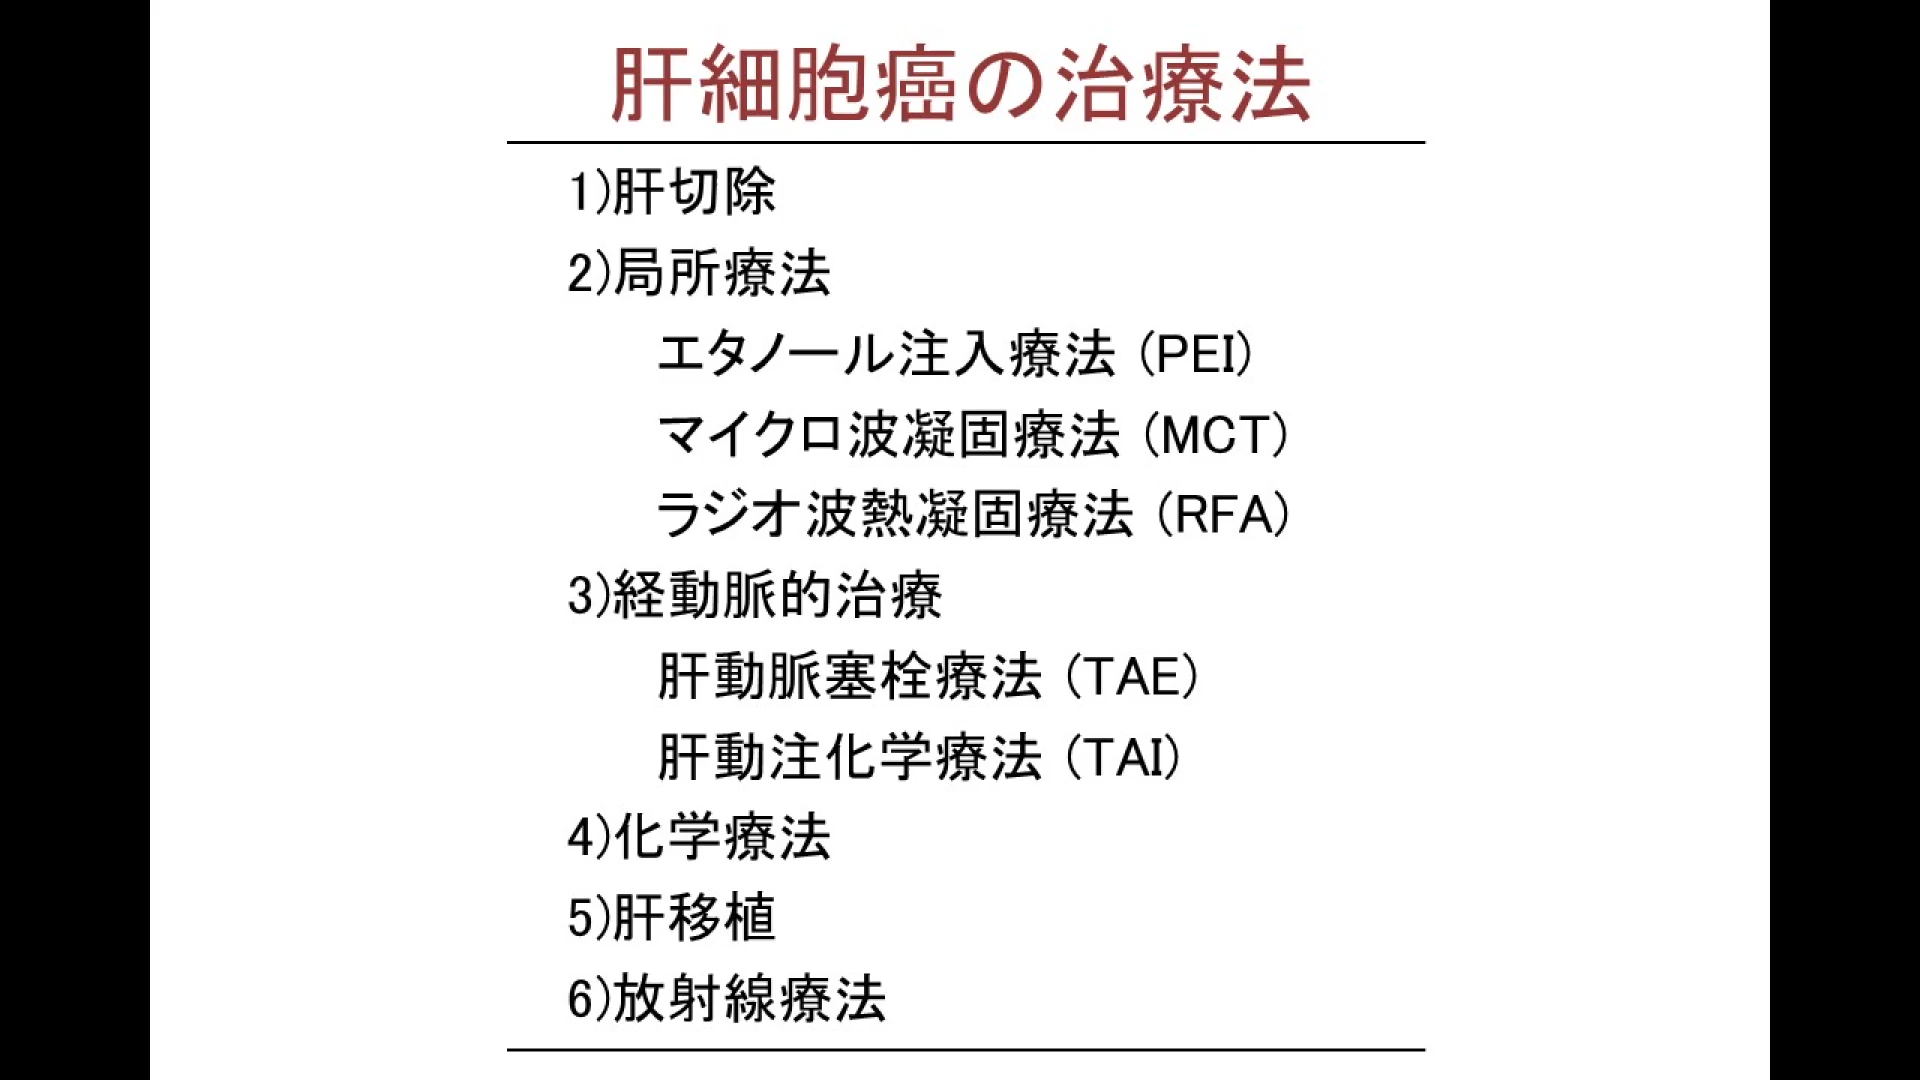 肝細胞癌の治療法
1)肝切除
2)局所療法
エタノール注入療法 (PEI)
マイクロ波凝固療法 (MCT)
ラジオ波熱凝固療法 (RFA)
3)経動脈的治療
肝動脈塞栓療法 (TAE)
肝動注化学療法 (TAI)
4)化学療法
5)肝移植
6)放射線療法